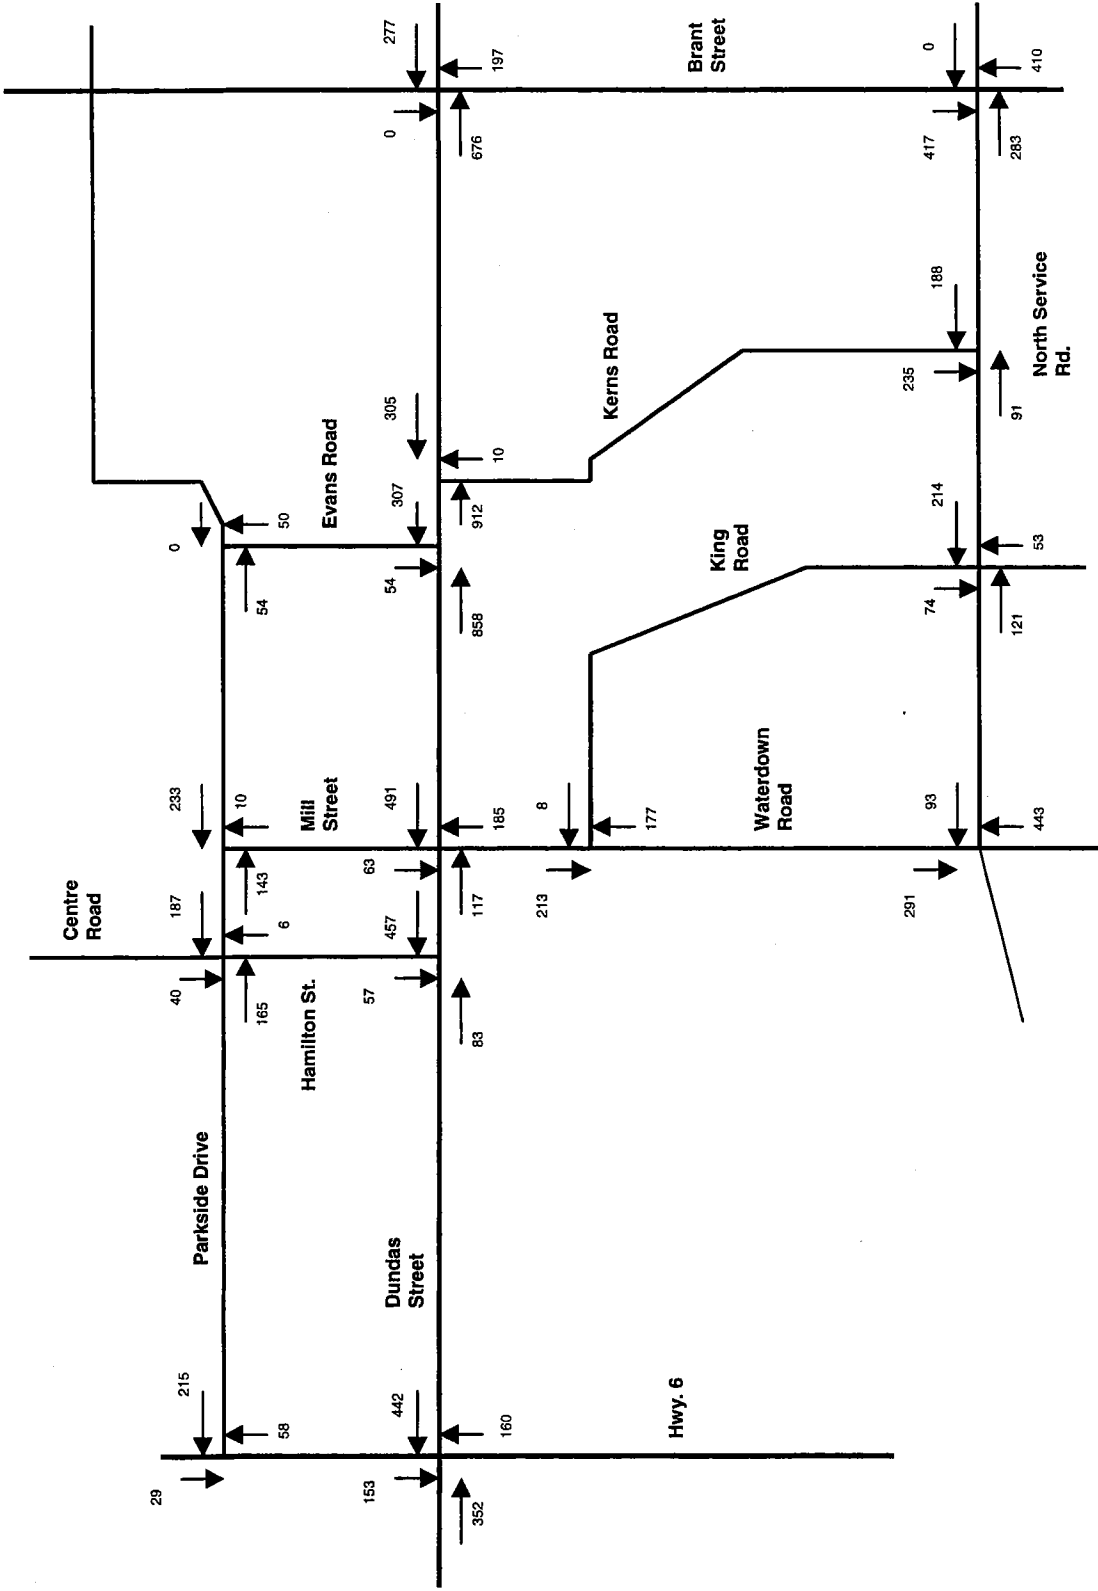 277
197
Brant
Street
0
410
0
676
417
283
188
North Service
Rd.
Kerns Road
235
91
305
10
Evans Road
307
912
50
0
54
54
858
214
53
King
Road
74
121
233
10
Mill
Street
491
185
8
177
Waterdown
Road
93
443
Centre
Road
187
143
63
117
213
291
6
457
40
165
Hamilton St.
57
83
Parkside Drive
Dundas
Street
215
58
442
160
Hwy. 6
29
153
352